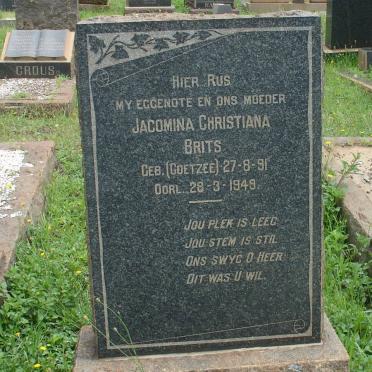 CROUS
HIER RUS
MY EGGENOTE EN ONS MOEDER
JACOMINA CHRISTIANA
BRITS
GEB. (COETZEE) 27-8-91
OORL. 28-3-1949.
JOU PLEK IS LEEG
JOU STEM IS STIL
ONS SWYG O HEER
DIT WAS U WIL.